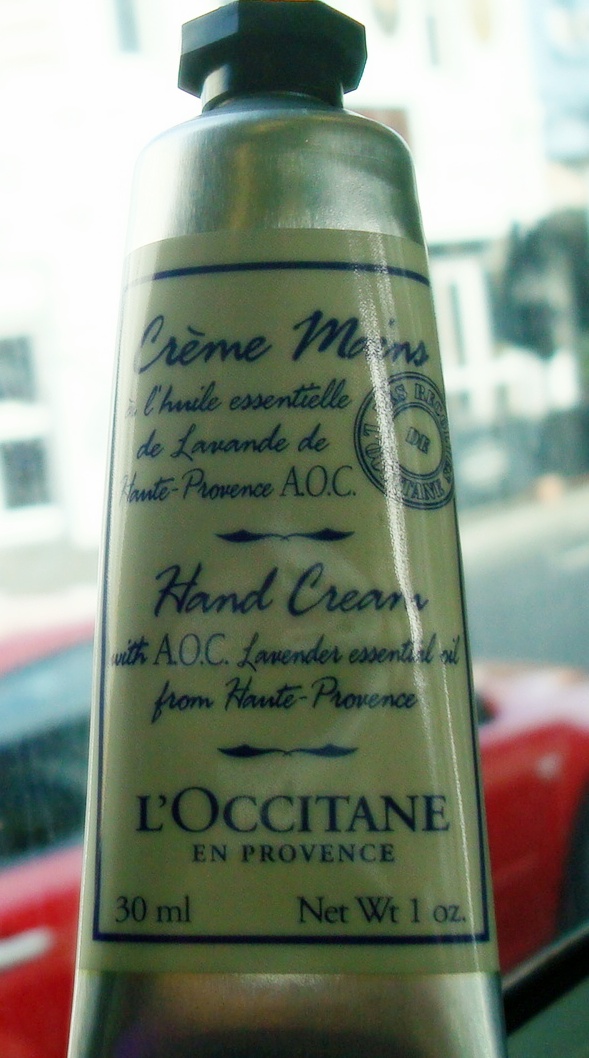 Crème Mains
à l'huile essentielle
de Lavande de
Haute-Provence A.O.C.
DE
Hand Cream
with A.O.C. Lavender essential oil
from Haute-Provence
L'OCCITANE
EN PROVENCE
30 ml Net Wt 1 oz.